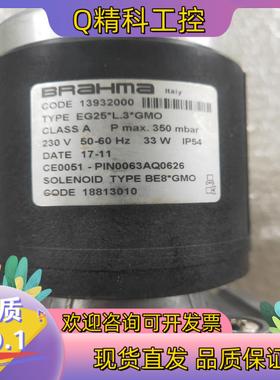 Q精科工控
BRAHMA Italy
CODE 13932000
TYPE EG25*L.3*GMO
CLASS A P max. 350 mbar
230 V 50-60 Hz 33 W IP54
DATE 17-11
CE0051 - PIN0063AQ0626
SOLENOID TYPE BE8*GMO
CODE 18813010
质
O.1
欢迎咨询 可开发票
现货直发 品质保